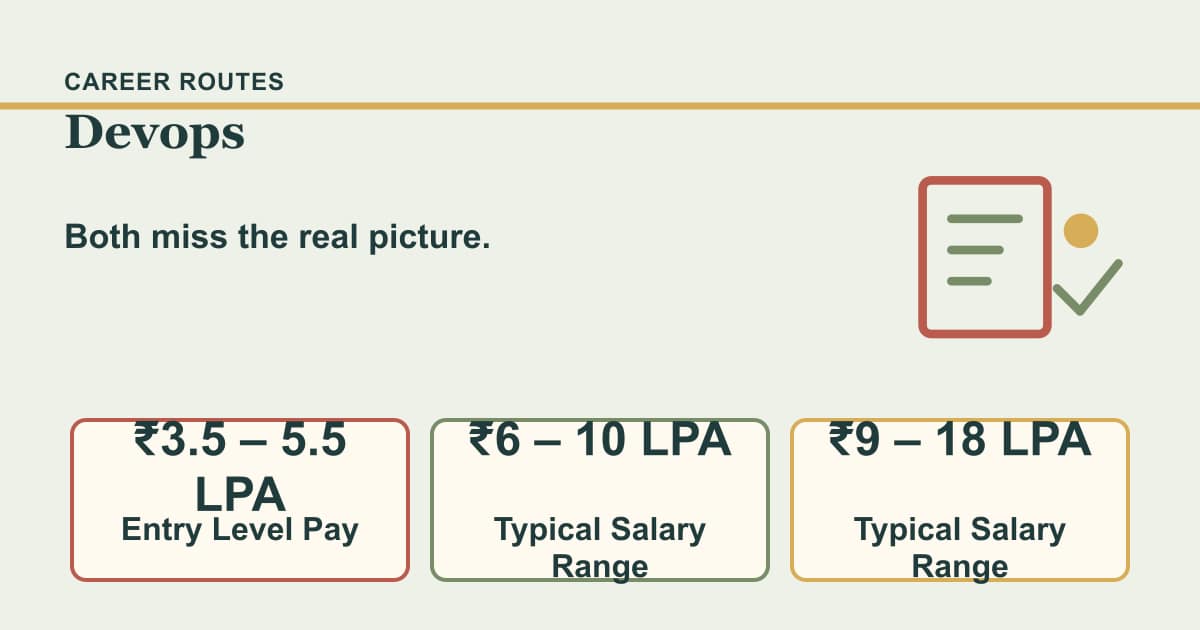 CAREER ROUTES
Devops
Both miss the real picture.
₹3.5 – 5.5
LPA
Entry Level Pay
₹6 – 10 LPA
Typical Salary
Range
₹9 – 18 LPA
Typical Salary
Range